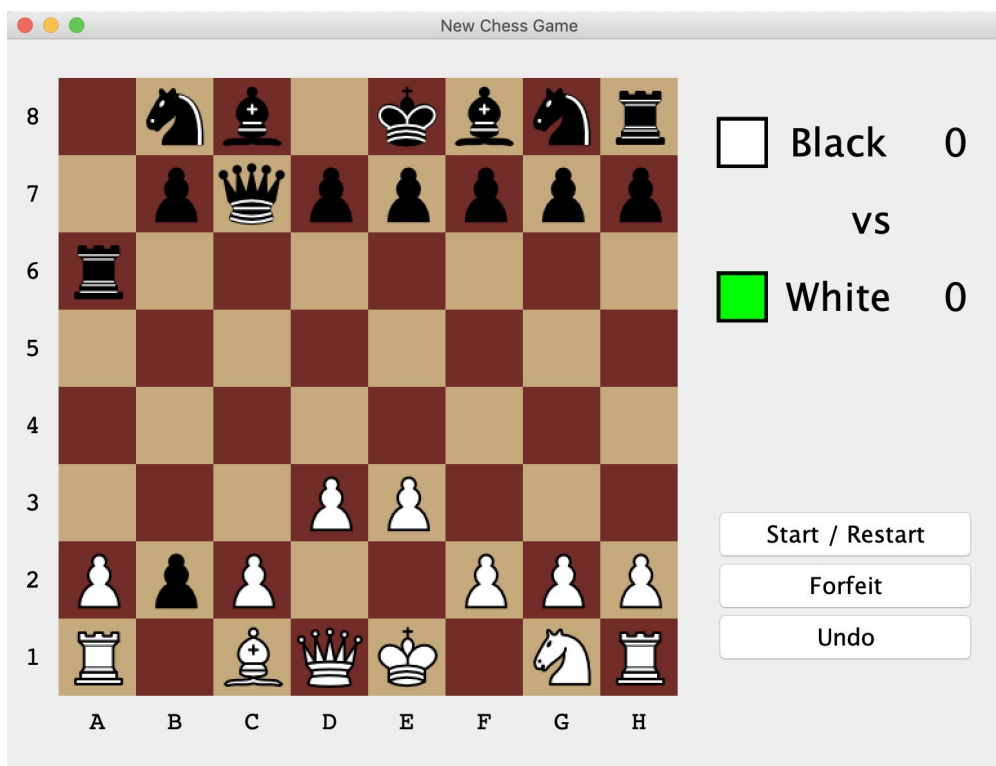 New Chess Game
8
7
6
5
4
3
2
1
A B C D E F G H
Black 0
vs
White 0
Start / Restart
Forfeit
Undo